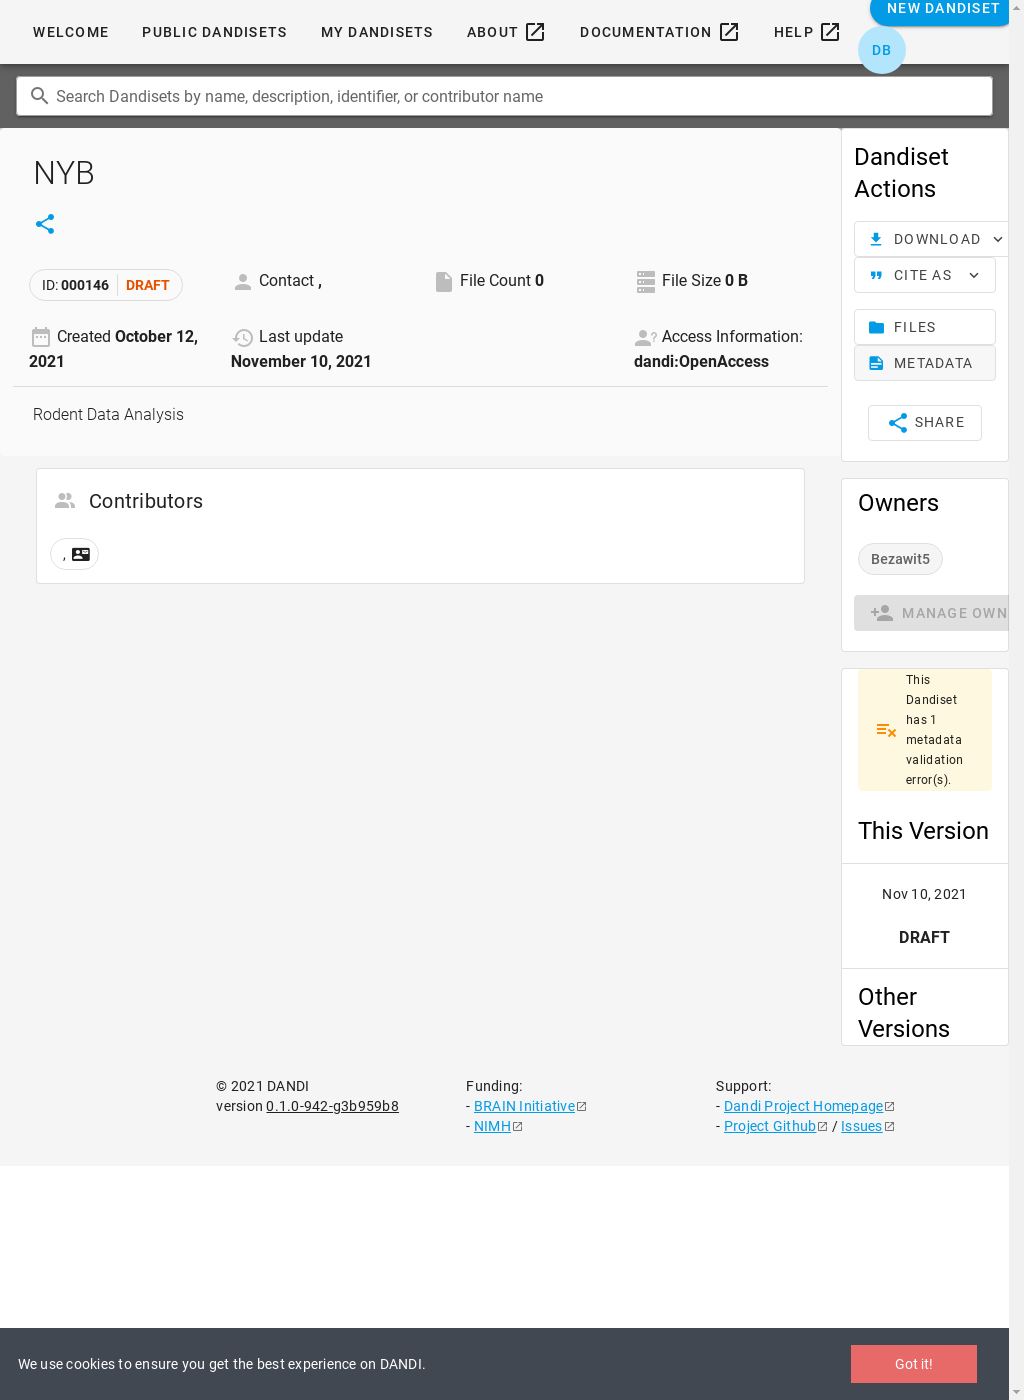 WELCOME PUBLIC DANDISETS MY DANDISETS ABOUT DOCUMENTATION HELP NEW DANDISET
DB
Search Dandisets by name, description, identifier, or contributor name
NYB
ID: 000146 DRAFT
Contact ,
File Count 0
File Size 0 B
Created October 12,
2021
Last update
November 10, 2021
Access Information:
dandi:OpenAccess
Rodent Data Analysis
Contributors
,
Dandiset
Actions
DOWNLOAD
CITE AS
FILES
METADATA
SHARE
Owners
Bezawit5
MANAGE OWN
This
Dandiset
has 1
metadata
validation
error(s).
This Version
Nov 10, 2021
DRAFT
Other
Versions
© 2021 DANDI
version 0.1.0-942-g3b959b8
Funding:
- BRAIN Initiative
- NIMH
Support:
- Dandi Project Homepage
- Project Github / Issues
We use cookies to ensure you get the best experience on DANDI.
Got it!